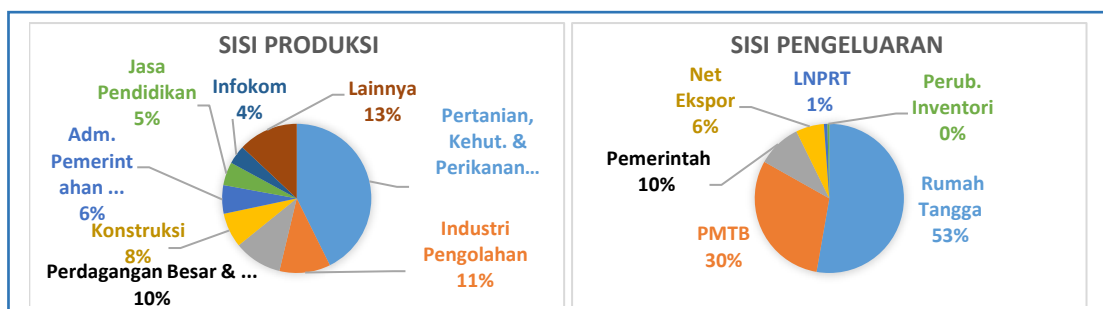 SISI PRODUKSI
Jasa
Pendidikan
5%
Infokom
4%
Lainnya
13%
Pertanian,
Kehut. &
Perikanan...
Adm.
Pemerint
ahan ...
6%
Konstruksi
8%
Perdagangan Besar & ...
10%
Industri
Pengolahan
11%
SISI PENGELUARAN
Net
Ekspor
6%
LNPRT
1%
Perub.
Inventori
0%
Pemerintah
10%
Rumah
Tangga
53%
PMTB
30%